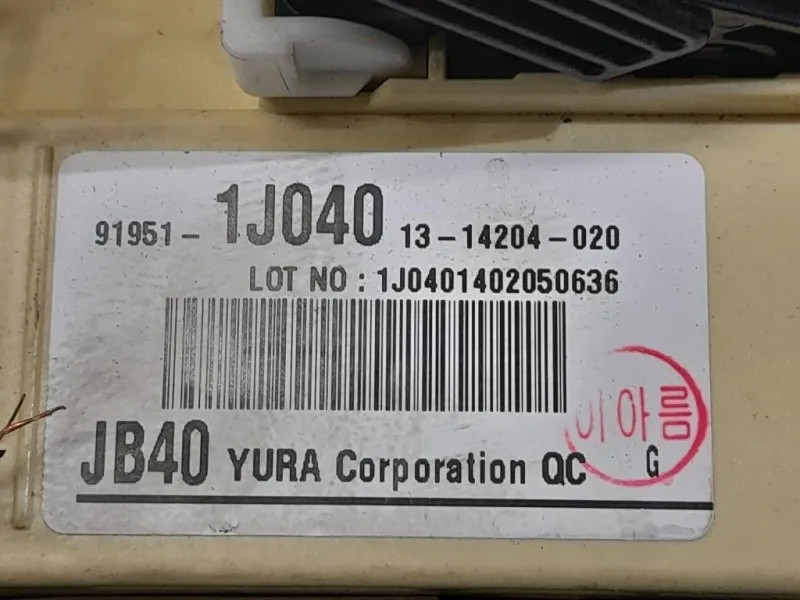 91951- 1J040 13-14204-020
LOT NO : 1J0401402050636
이아름
JB40 YURA Corporation QC G